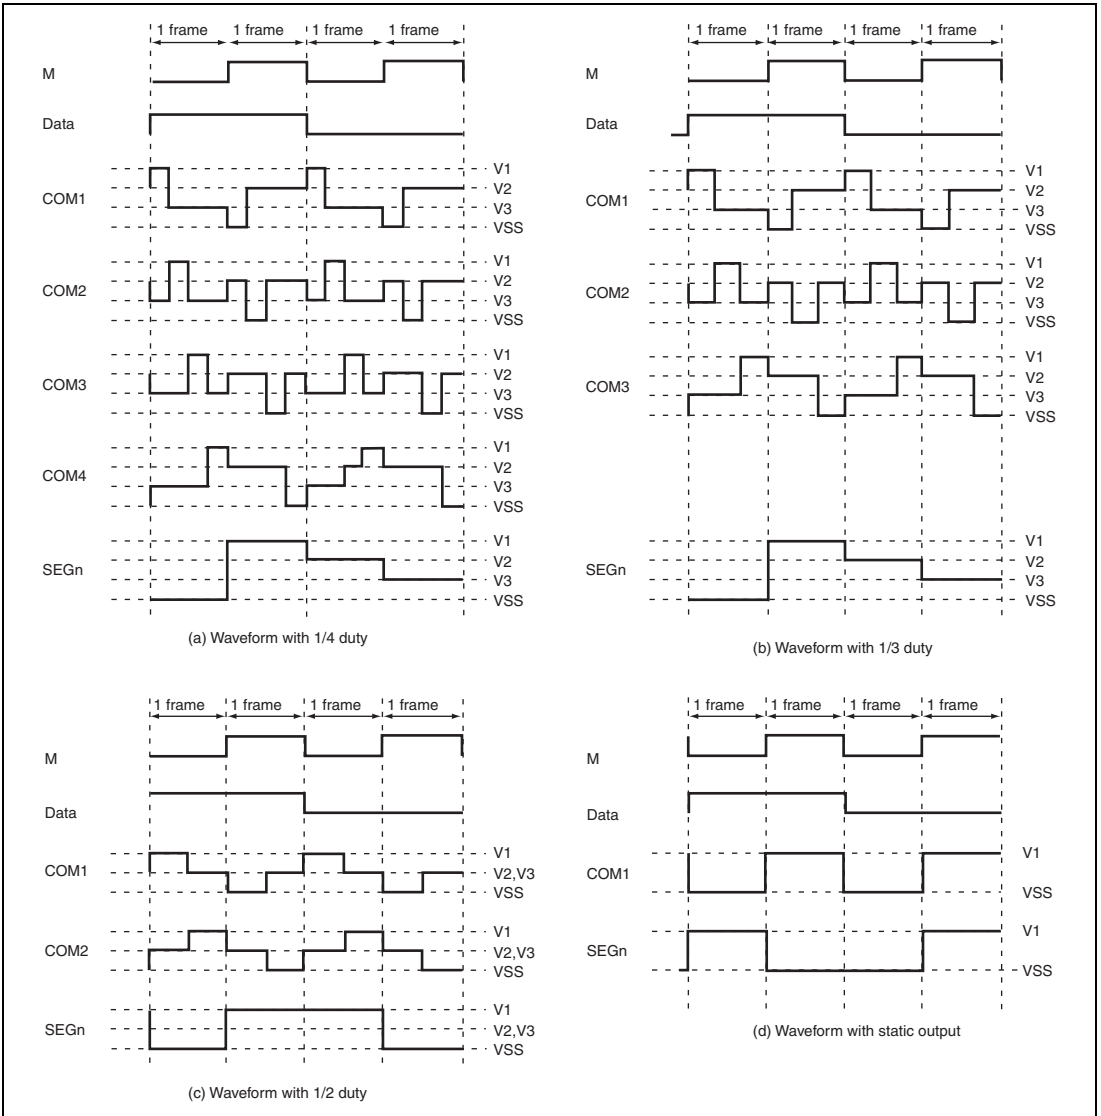 1 frame 1 frame 1 frame 1 frame
M
Data
COM1
V1
V2
V3
VSS
COM2
V1
V2
V3
VSS
COM3
V1
V2
V3
VSS
COM4
V1
V2
V3
VSS
SEGn
V1
V2
V3
VSS
(a) Waveform with 1/4 duty
1 frame 1 frame 1 frame 1 frame
M
Data
COM1
V1
V2
V3
VSS
COM2
V1
V2
V3
VSS
COM3
V1
V2
V3
VSS
SEGn
V1
V2
V3
VSS
(b) Waveform with 1/3 duty
1 frame 1 frame 1 frame 1 frame
M
Data
COM1
V1
V2,V3
VSS
COM2
V1
V2,V3
VSS
SEGn
V1
V2,V3
VSS
(c) Waveform with 1/2 duty
1 frame 1 frame 1 frame 1 frame
M
Data
COM1
V1
VSS
SEGn
V1
VSS
(d) Waveform with static output